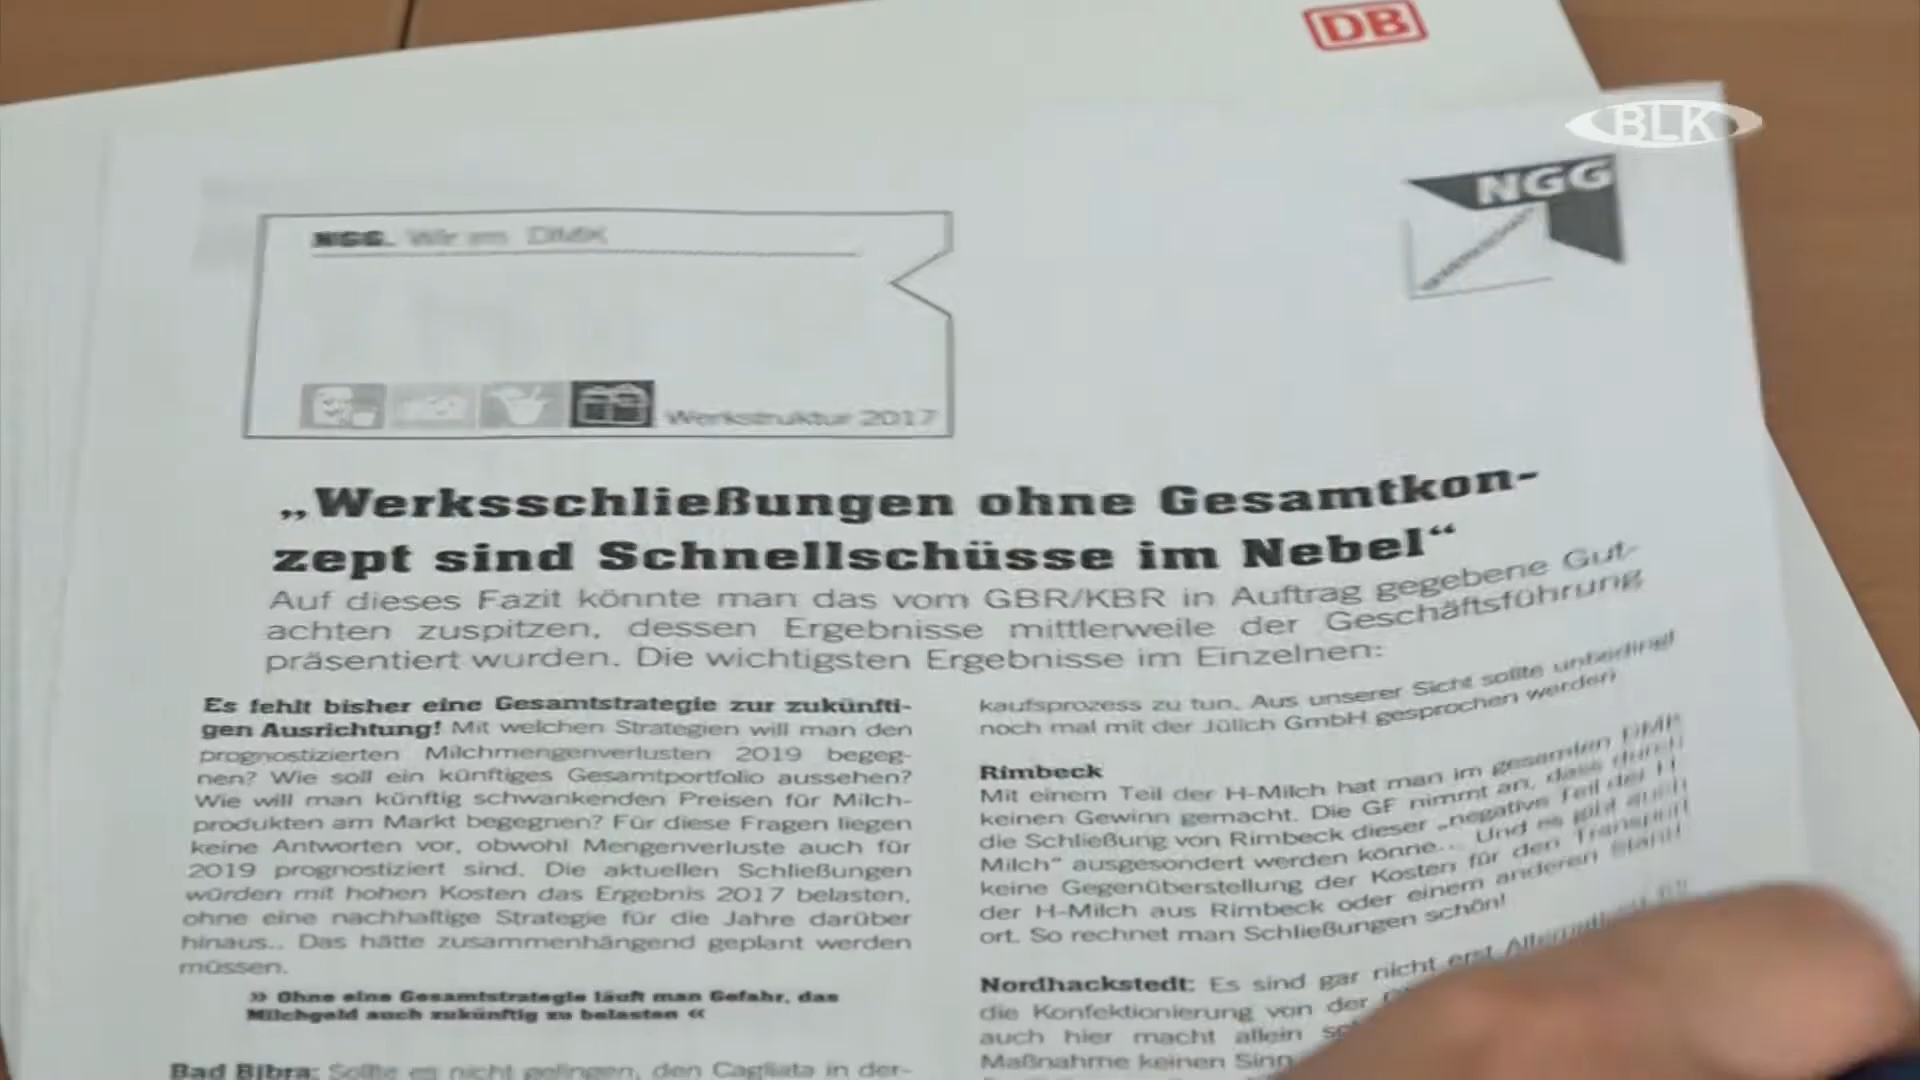 DB
BLK
NGG
NGG. Wir im DMK
Werkstruktur 2017
„Werksschließungen ohne Gesamtkon-
zept sind Schnellschüsse im Nebel“
Auf dieses Fazit könnte man das vom GBR/KBR in Auftrag gegebene Gut-
achten zuspitzen, dessen Ergebnisse mittlerweile der Geschäftsführung
präsentiert wurden. Die wichtigsten Ergebnisse im Einzelnen:
Es fehlt bisher eine Gesamtstrategie zur zukünfti-
gen Ausrichtung! Mit welchen Strategien will man den
prognostizierten Milchmengenverlusten 2019 begeg-
nen? Wie soll ein künftiges Gesamtportfolio aussehen?
Wie will man künftig schwankenden Preisen für Milch-
produkten am Markt begegnen? Für diese Fragen liegen
keine Antworten vor, obwohl Mengenverluste auch für
2019 prognostiziert sind. Die aktuellen Schließungen
würden mit hohen Kosten das Ergebnis 2017 belasten,
ohne eine nachhaltige Strategie für die Jahre darüber
hinaus.. Das hätte zusammenhängend geplant werden
müssen.
» Ohne eine Gesamtstrategie läuft man Gefahr, das
Milchgeld auch zukünftig zu belasten «
Bad Bibra: Sollte es nicht gelingen, den Cagliata in der-
kaufsprozess zu tun. Aus unserer Sicht sollte unbedingt
noch mal mit der Jülich GmbH gesprochen werden
Rimbeck
Mit einem Teil der H-Milch hat man im gesamten DMK
keinen Gewinn gemacht. Die GF nimmt an, dass durch
die Schließung von Rimbeck dieser „negative Teil der H-
Milch“ ausgesondert werden könne... Und es gibt auch
keine Gegenüberstellung der Kosten für den Transport
der H-Milch aus Rimbeck oder einem anderen Stand-
ort. So rechnet man Schließungen schön!
Nordhackstedt: Es sind gar nicht erst
die Konfektionierung von der
auch hier macht allein
Maßnahme keinen Sinn